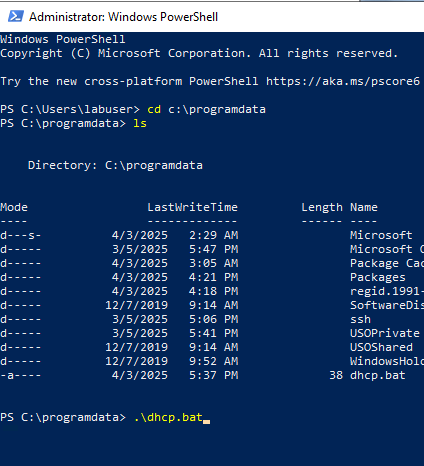 Administrator: Windows PowerShell
Windows PowerShell
Copyright (C) Microsoft Corporation. All rights reserved.
Try the new cross-platform PowerShell https://aka.ms/pscore6
PS C:\Users\labuser> cd c:\programdata
PS C:\programdata> ls
Directory: C:\programdata
Mode                 LastWriteTime         Length Name
----                 -------------         ------ ----
d---s-          4/3/2025   2:29 AM                Microsoft
d-----          3/5/2025   5:47 PM                Microsoft
d-----          4/3/2025   3:05 AM                Package Cac
d-----          4/3/2025   4:21 PM                Packages
d-----          4/3/2025   4:18 PM                regid.1991-
d-----         12/7/2019   9:14 AM                SoftwareDis
d-----          3/5/2025   5:06 PM                ssh
d-----          3/5/2025   5:41 PM                USOPrivate
d-----         12/7/2019   9:14 AM                USOShared
d-----         12/7/2019   9:52 AM                WindowsHol
-a----          4/3/2025   5:37 PM             38 dhcp.bat
PS C:\programdata> .\dhcp.bat